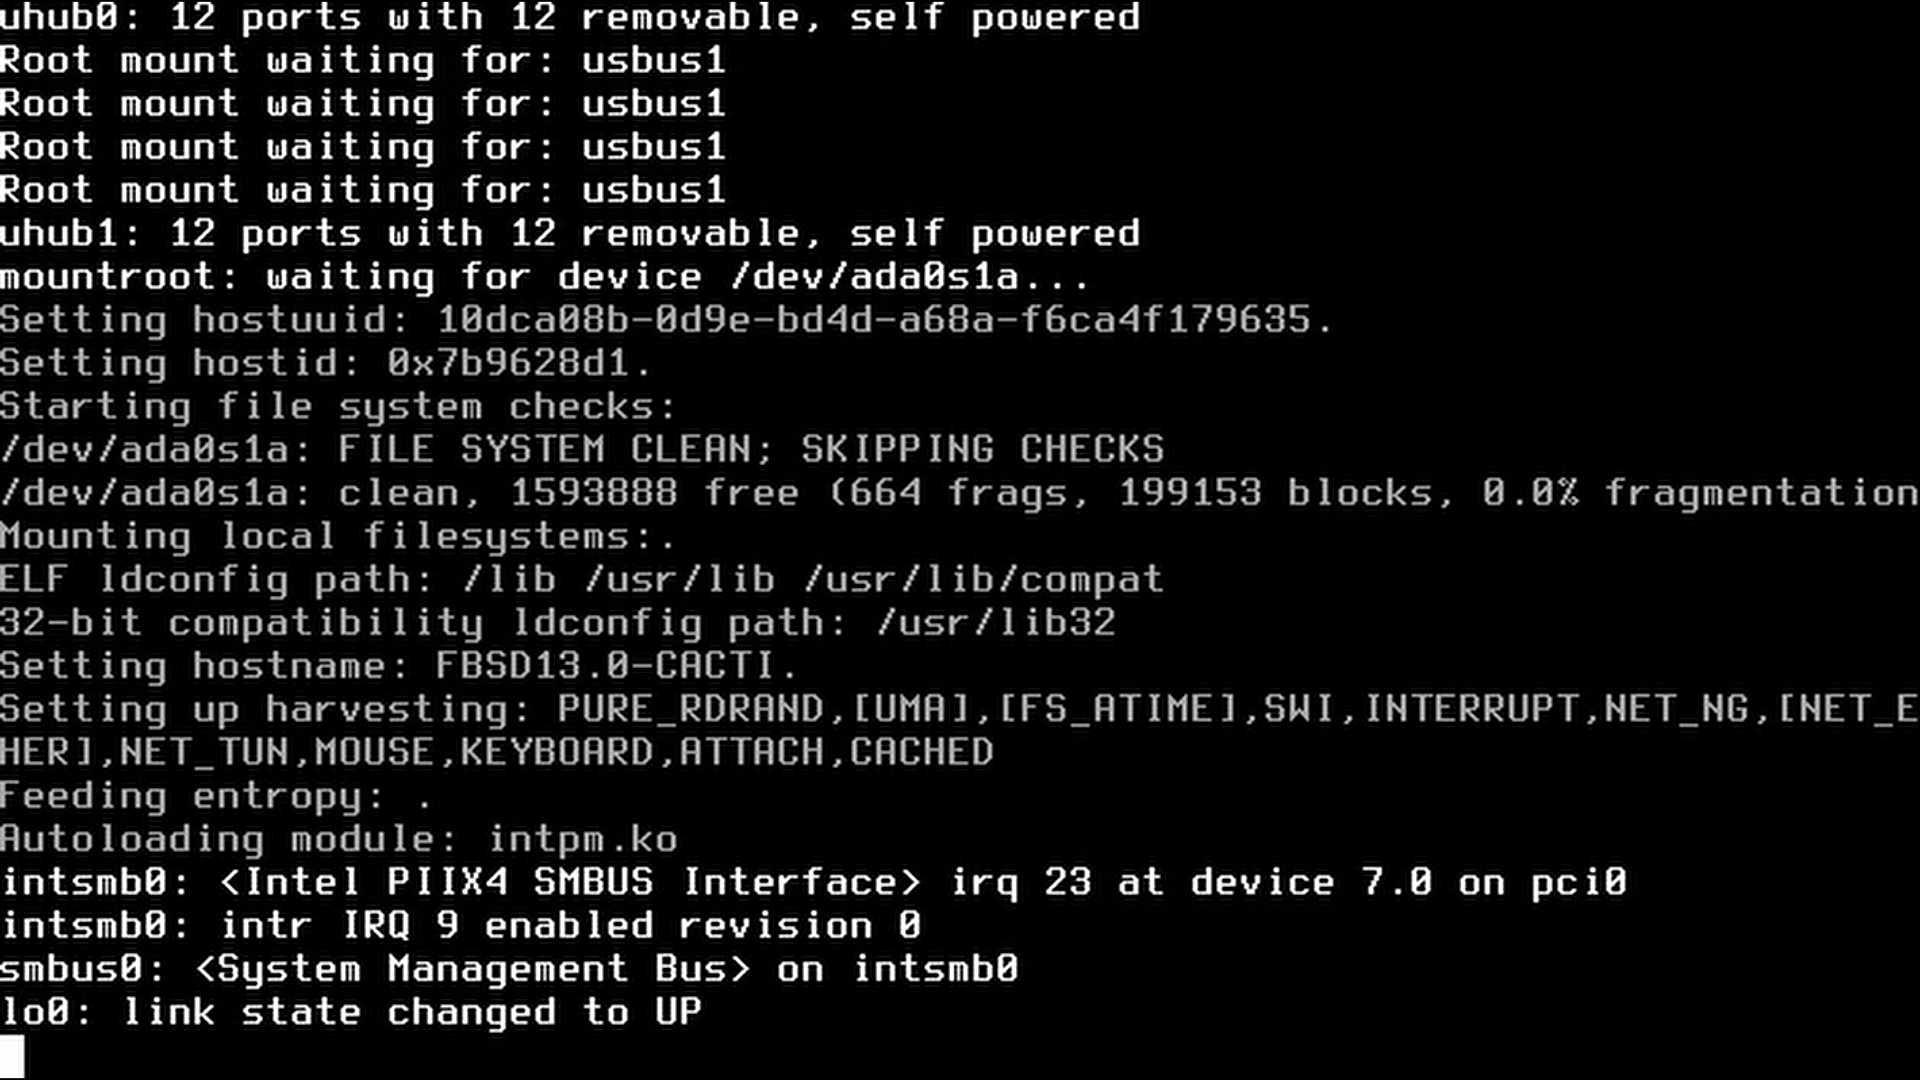 uhub0: 12 ports with 12 removable, self powered
Root mount waiting for: usbus1
Root mount waiting for: usbus1
Root mount waiting for: usbus1
Root mount waiting for: usbus1
uhub1: 12 ports with 12 removable, self powered
mountroot: waiting for device /dev/ada0s1a...
Setting hostuuid: 10dca08b-0d9e-bd4d-a68a-f6ca4f179635.
Setting hostid: 0x7b9628d1.
Starting file system checks:
/dev/ada0s1a: FILE SYSTEM CLEAN; SKIPPING CHECKS
/dev/ada0s1a: clean, 1593888 free (664 frags, 199153 blocks, 0.0% fragmentation
Mounting local filesystems:.
ELF ldconfig path: /lib /usr/lib /usr/lib/compat
32-bit compatibility ldconfig path: /usr/lib32
Setting hostname: FBSD13.0-CACTI.
Setting up harvesting: PURE_RDRAND,[UMA],[FS_ATIME],SWI,INTERRUPT,NET_NG,[NET_E
HER],NET_TUN,MOUSE,KEYBOARD,ATTACH,CACHED
Feeding entropy: .
Autoloading module: intpm.ko
intsmb0: <Intel PIIX4 SMBUS Interface> irq 23 at device 7.0 on pci0
intsmb0: intr IRQ 9 enabled revision 0
smbus0: <System Management Bus> on intsmb0
lo0: link state changed to UP